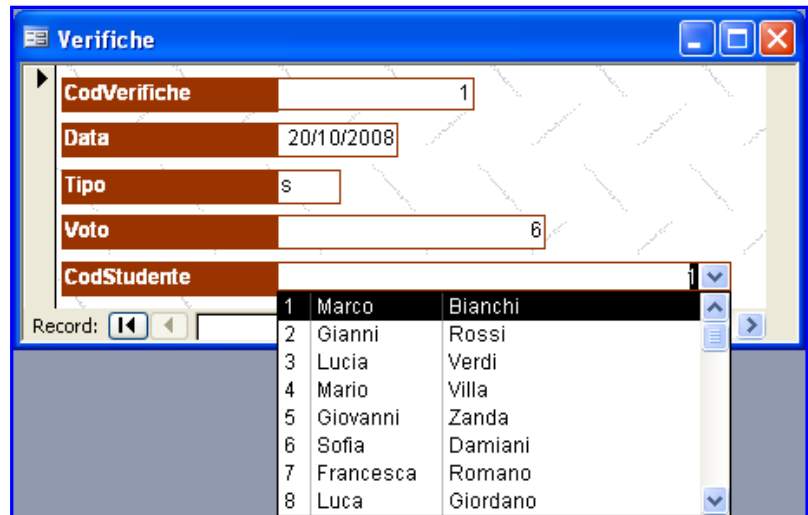 Verifiche
CodVerifiche 1
Data 20/10/2008
Tipo s
Voto 6
CodStudente 1
1 Marco Bianchi
Record:
2 Gianni Rossi
3 Lucia Verdi
4 Mario Villa
5 Giovanni Zanda
6 Sofia Damiani
7 Francesca Romano
8 Luca Giordano